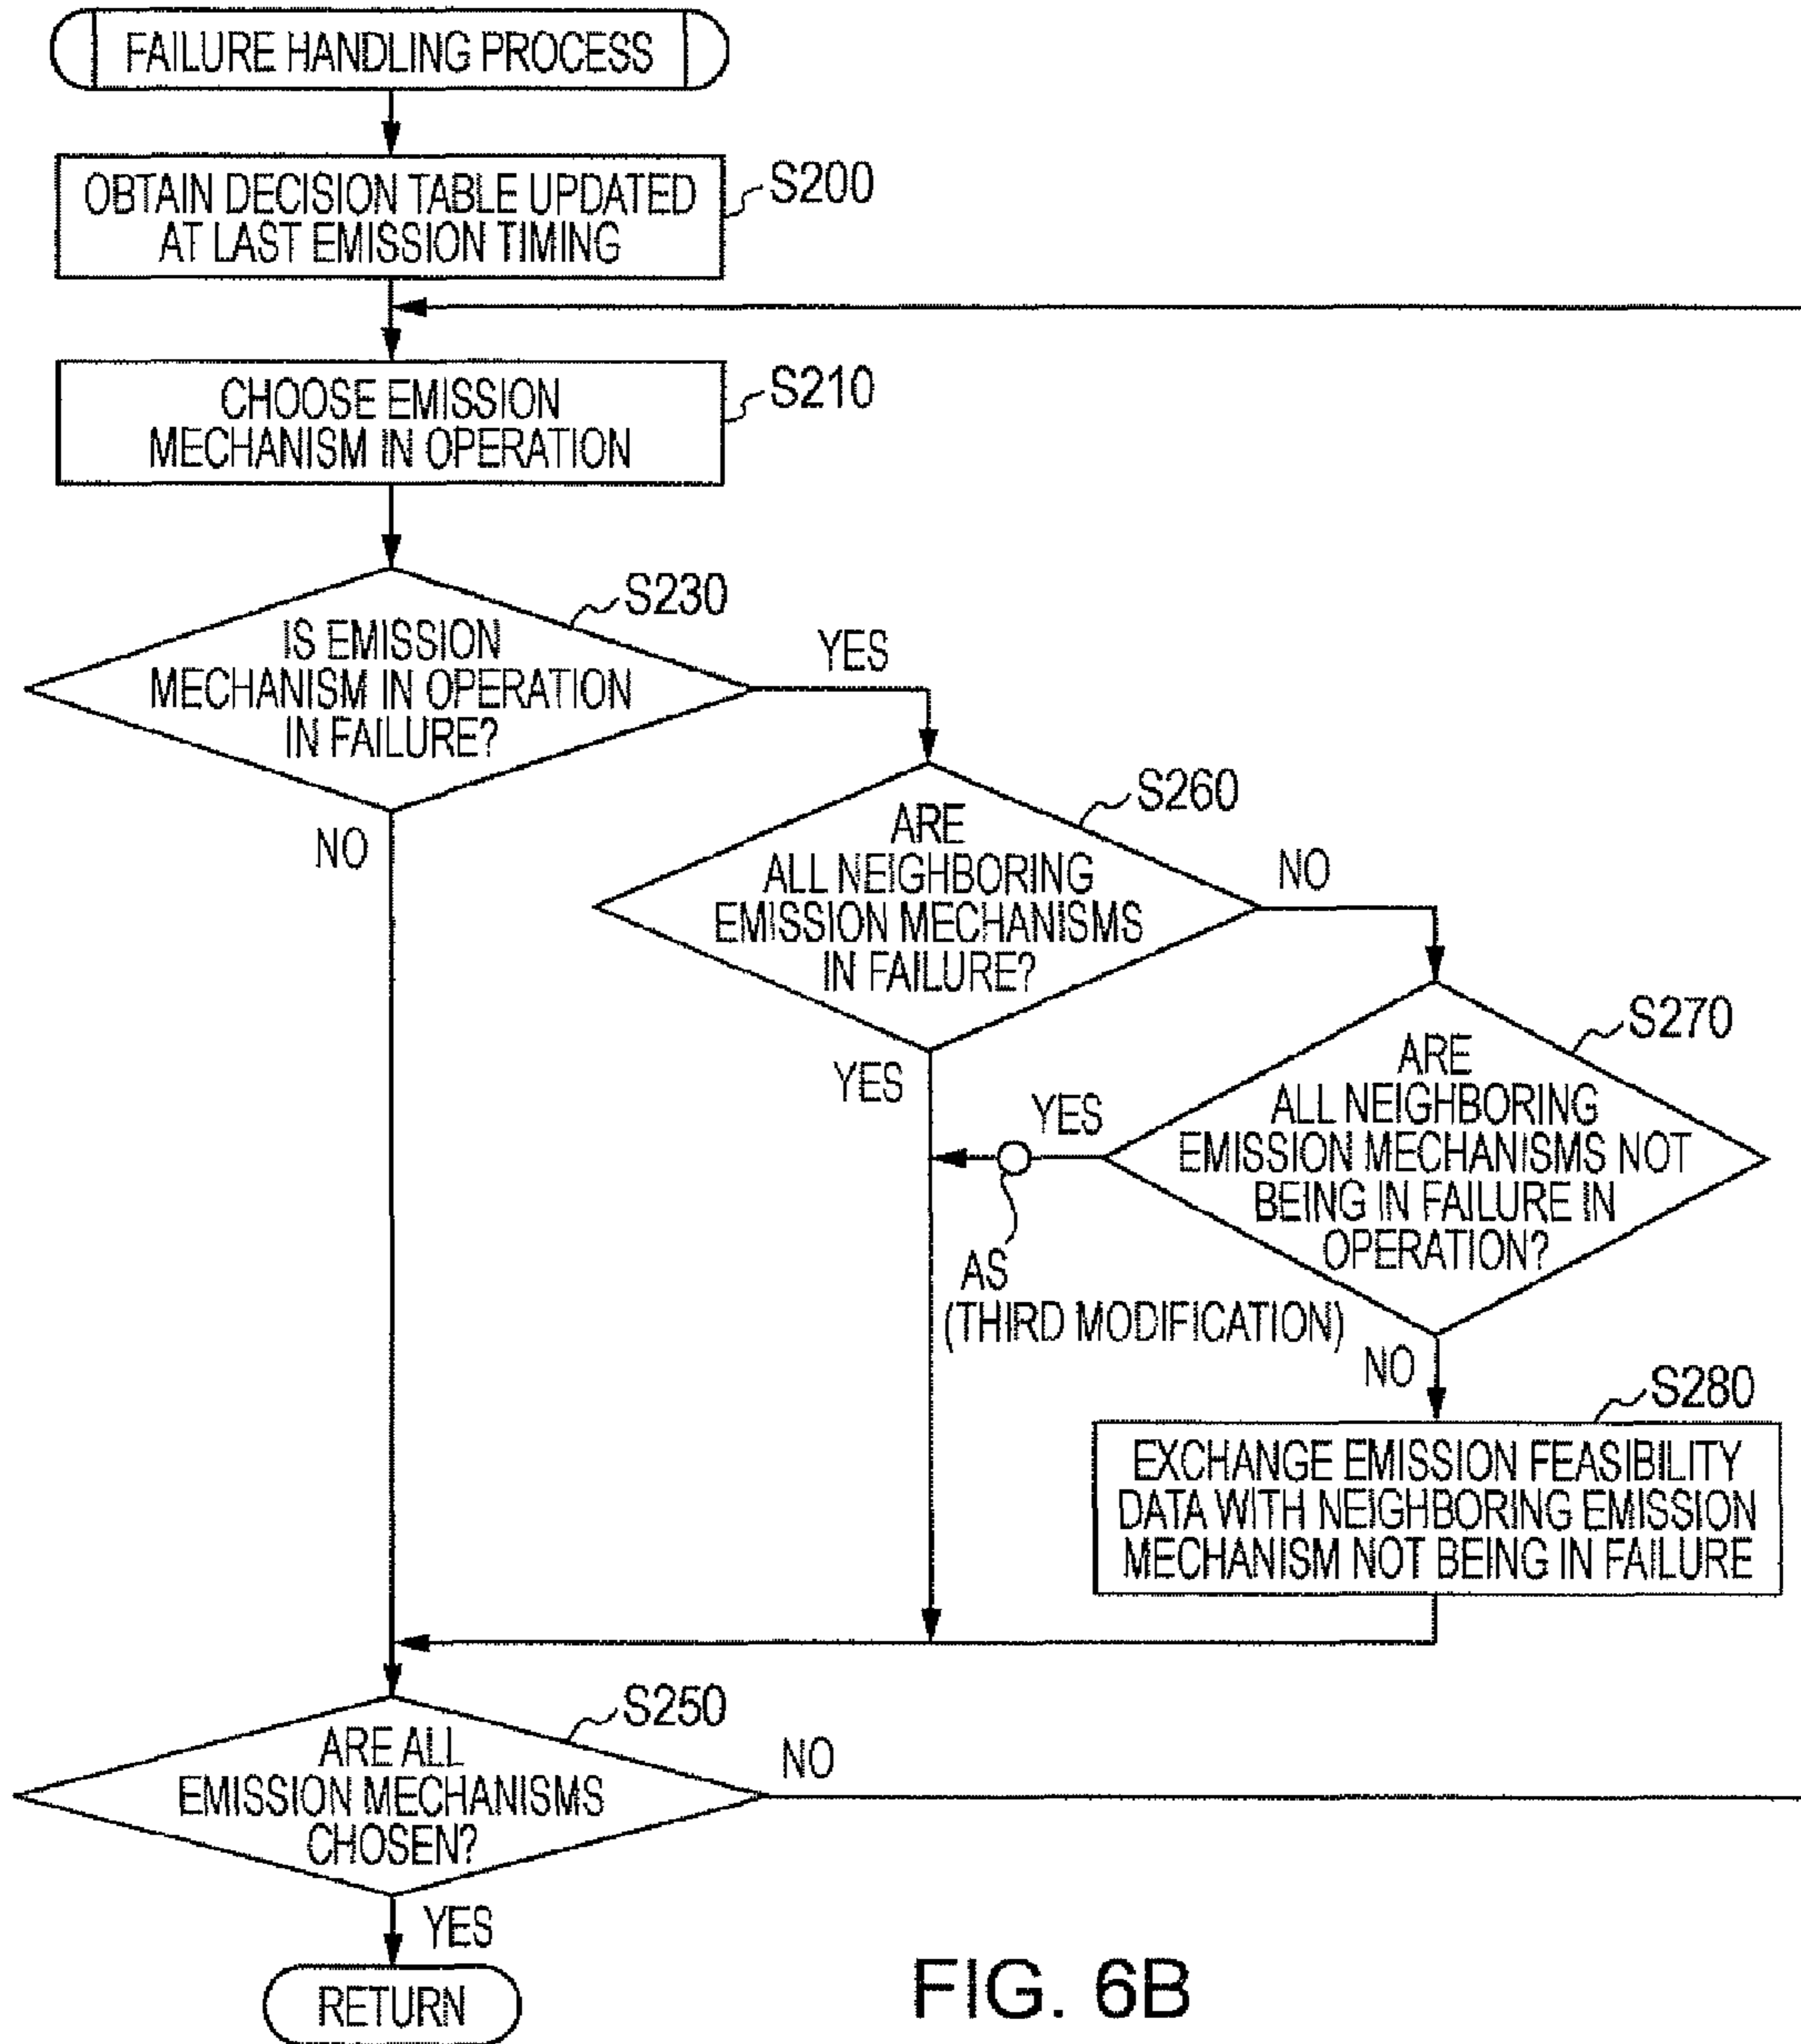 FAILURE HANDLING PROCESS
OBTAIN DECISION TABLE UPDATED
AT LAST EMISSION TIMING
S200
CHOOSE EMISSION
MECHANISM IN OPERATION
S210
IS EMISSION
MECHANISM IN OPERATION
IN FAILURE?
S230
YES
NO
ARE
ALL NEIGHBORING
EMISSION MECHANISMS
IN FAILURE?
S260
NO
YES
ARE
ALL NEIGHBORING
EMISSION MECHANISMS NOT
BEING IN FAILURE IN
OPERATION?
S270
YES
AS
(THIRD MODIFICATION)
NO
S280
EXCHANGE EMISSION FEASIBILITY
DATA WITH NEIGHBORING EMISSION
MECHANISM NOT BEING IN FAILURE
ARE ALL
EMISSION MECHANISMS
CHOSEN?
S250
NO
YES
RETURN
FIG. 6B